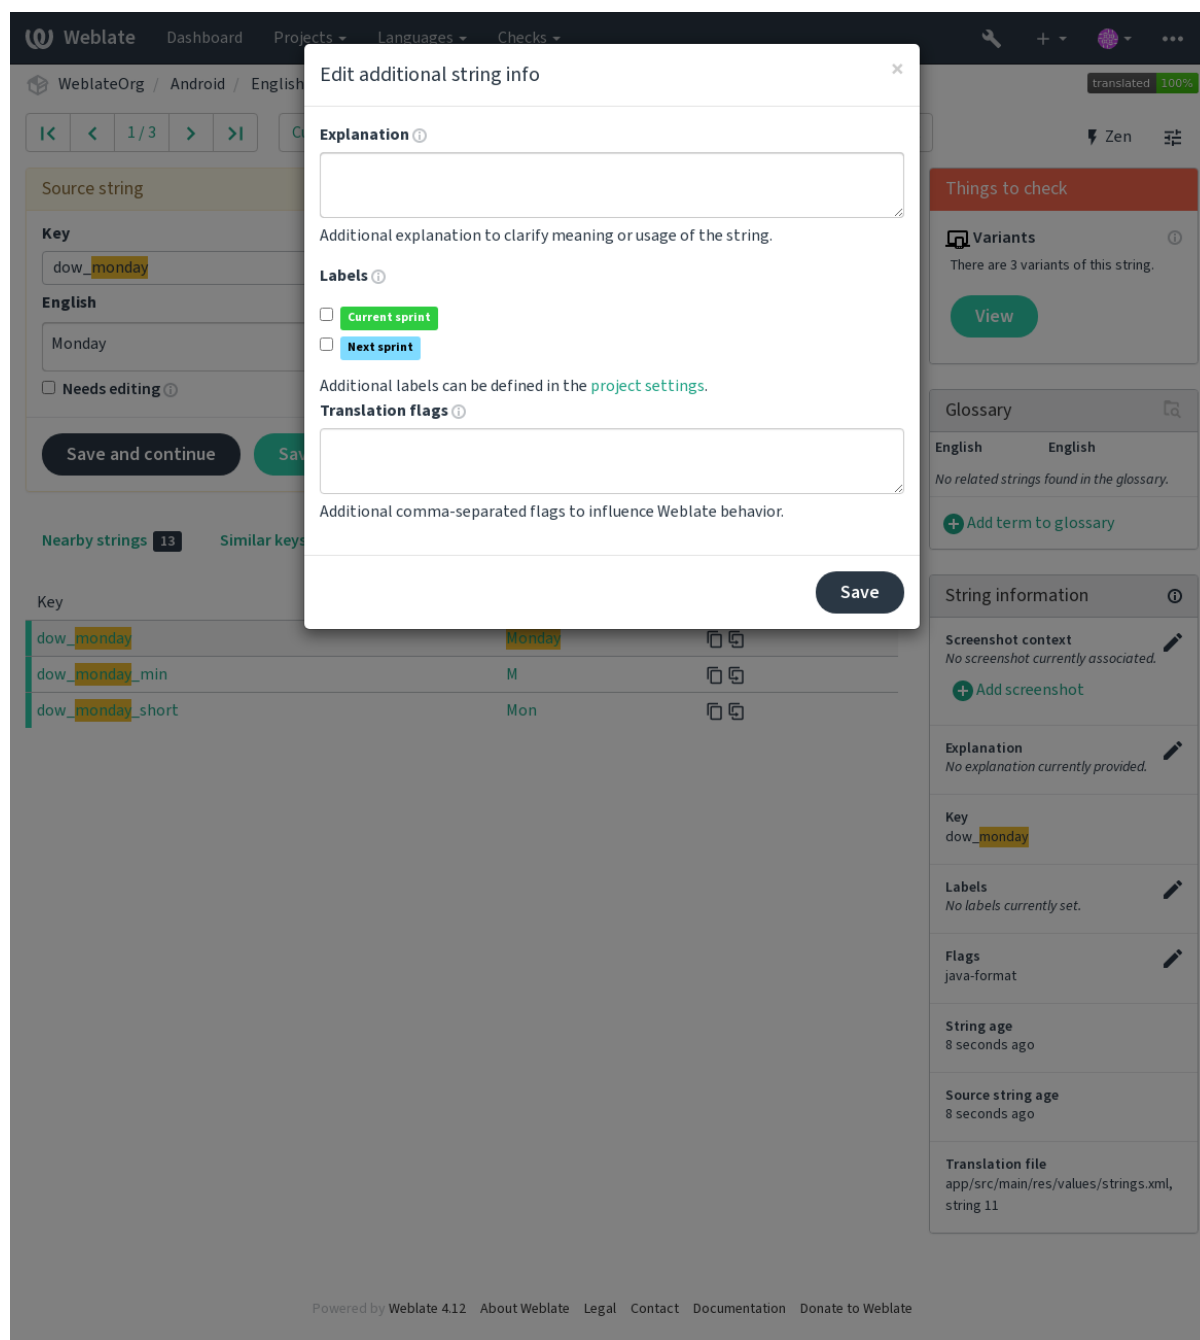 Weblate Dashboard Projects Languages Checks
WeblateOrg / Android / English
translated 100%
1 / 3
Zen
Edit additional string info
×
Explanation
Additional explanation to clarify meaning or usage of the string.
Labels
Current sprint
Next sprint
Additional labels can be defined in the project settings.
Translation flags
Additional comma-separated flags to influence Weblate behavior.
Save
Source string
Key
dow_monday
English
Monday
Needs editing
Save and continue
Nearby strings 13 Similar keys
Key
dow_monday Monday
dow_monday_min M
dow_monday_short Mon
Things to check
Variants
There are 3 variants of this string.
View
Glossary
English English
No related strings found in the glossary.
Add term to glossary
String information
Screenshot context
No screenshot currently associated.
Add screenshot
Explanation
No explanation currently provided.
Key
dow_monday
Labels
No labels currently set.
Flags
java-format
String age
8 seconds ago
Source string age
8 seconds ago
Translation file
app/src/main/res/values/strings.xml,
string 11
Powered by Weblate 4.12 About Weblate Legal Contact Documentation Donate to Weblate